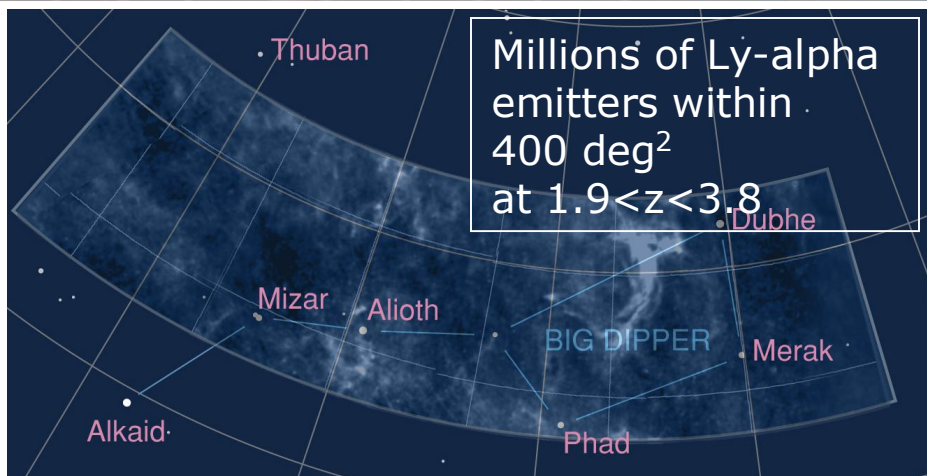 Thuban
Millions of Ly-alpha
emitters within
400 deg²
at 1.9<z<3.8
Dubhe
Mizar
Alioth
BIG DIPPER
Merak
Alkaid
Phad